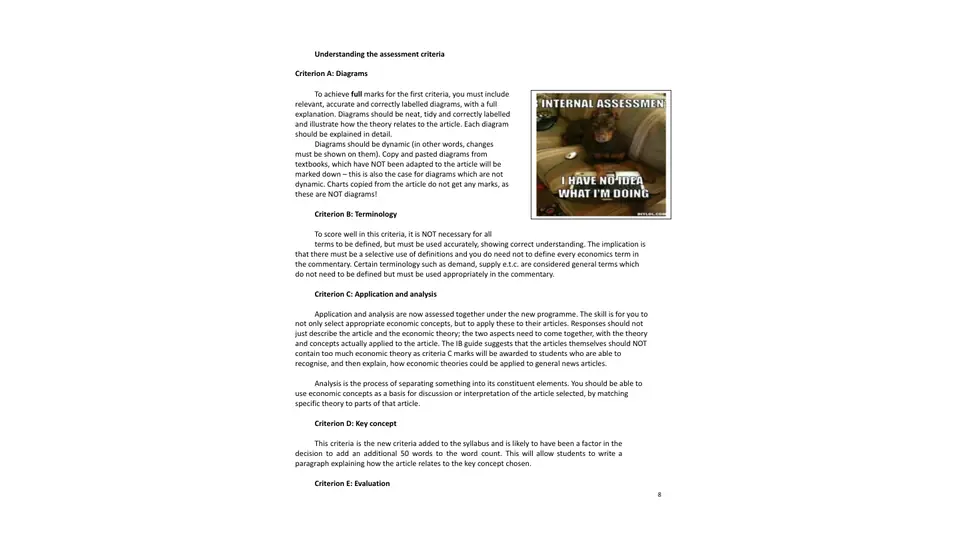 Understanding the assessment criteria
Criterion A: Diagrams
To achieve full marks for the first criteria, you must include
relevant, accurate and correctly labelled diagrams, with a full
explanation. Diagrams should be neat, tidy and correctly labelled
and illustrate how the theory relates to the article. Each diagram
should be explained in detail.
Diagrams should be dynamic (in other words, changes
must be shown on them). Copy and pasted diagrams from
textbooks, which have NOT been adapted to the article will be
marked down – this is also the case for diagrams which are not
dynamic. Charts copied from the article do not get any marks, as
these are NOT diagrams!
INTERNAL ASSESSMEN
I HAVE NO IDEA
WHAT I'M DOING
DIYLOL.COM
Criterion B: Terminology
To score well in this criteria, it is NOT necessary for all
terms to be defined, but must be used accurately, showing correct understanding. The implication is
that there must be a selective use of definitions and you do need not to define every economics term in
the commentary. Certain terminology such as demand, supply e.t.c. are considered general terms which
do not need to be defined but must be used appropriately in the commentary.
Criterion C: Application and analysis
Application and analysis are now assessed together under the new programme. The skill is for you to
not only select appropriate economic concepts, but to apply these to their articles. Responses should not
just describe the article and the economic theory; the two aspects need to come together, with the theory
and concepts actually applied to the article. The IB guide suggests that the articles themselves should NOT
contain too much economic theory as criteria C marks will be awarded to students who are able to
recognise, and then explain, how economic theories could be applied to general news articles.
Analysis is the process of separating something into its constituent elements. You should be able to
use economic concepts as a basis for discussion or interpretation of the article selected, by matching
specific theory to parts of that article.
Criterion D: Key concept
This criteria is the new criteria added to the syllabus and is likely to have been a factor in the
decision to add an additional 50 words to the word count. This will allow students to write a
paragraph explaining how the article relates to the key concept chosen.
Criterion E: Evaluation
8